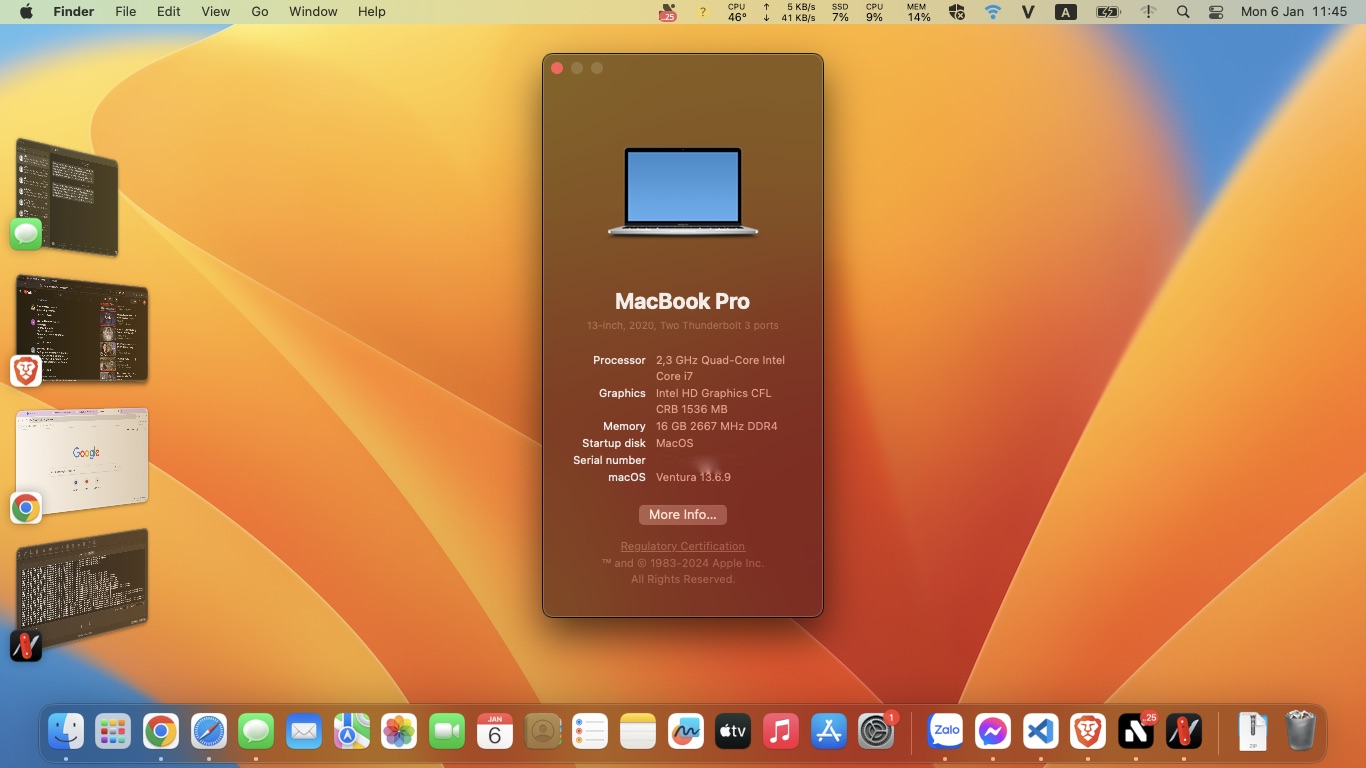 Finder File Edit View Go Window Help
..25 ? CPU 46° ↑ 5 KB/s ↓ 41 KB/s SSD 7% CPU 9% MEM 14% V A Mon 6 Jan 11:45
MacBook Pro
13-inch, 2020, Two Thunderbolt 3 ports
Processor 2,3 GHz Quad-Core Intel
Core i7
Graphics Intel HD Graphics CFL
CRB 1536 MB
Memory 16 GB 2667 MHz DDR4
Startup disk MacOS
Serial number
macOS Ventura 13.6.9
More Info...
Regulatory Certification
™ and © 1983-2024 Apple Inc.
All Rights Reserved.
Google
JAN
6
tv
1
Zalo
..25
ZIP